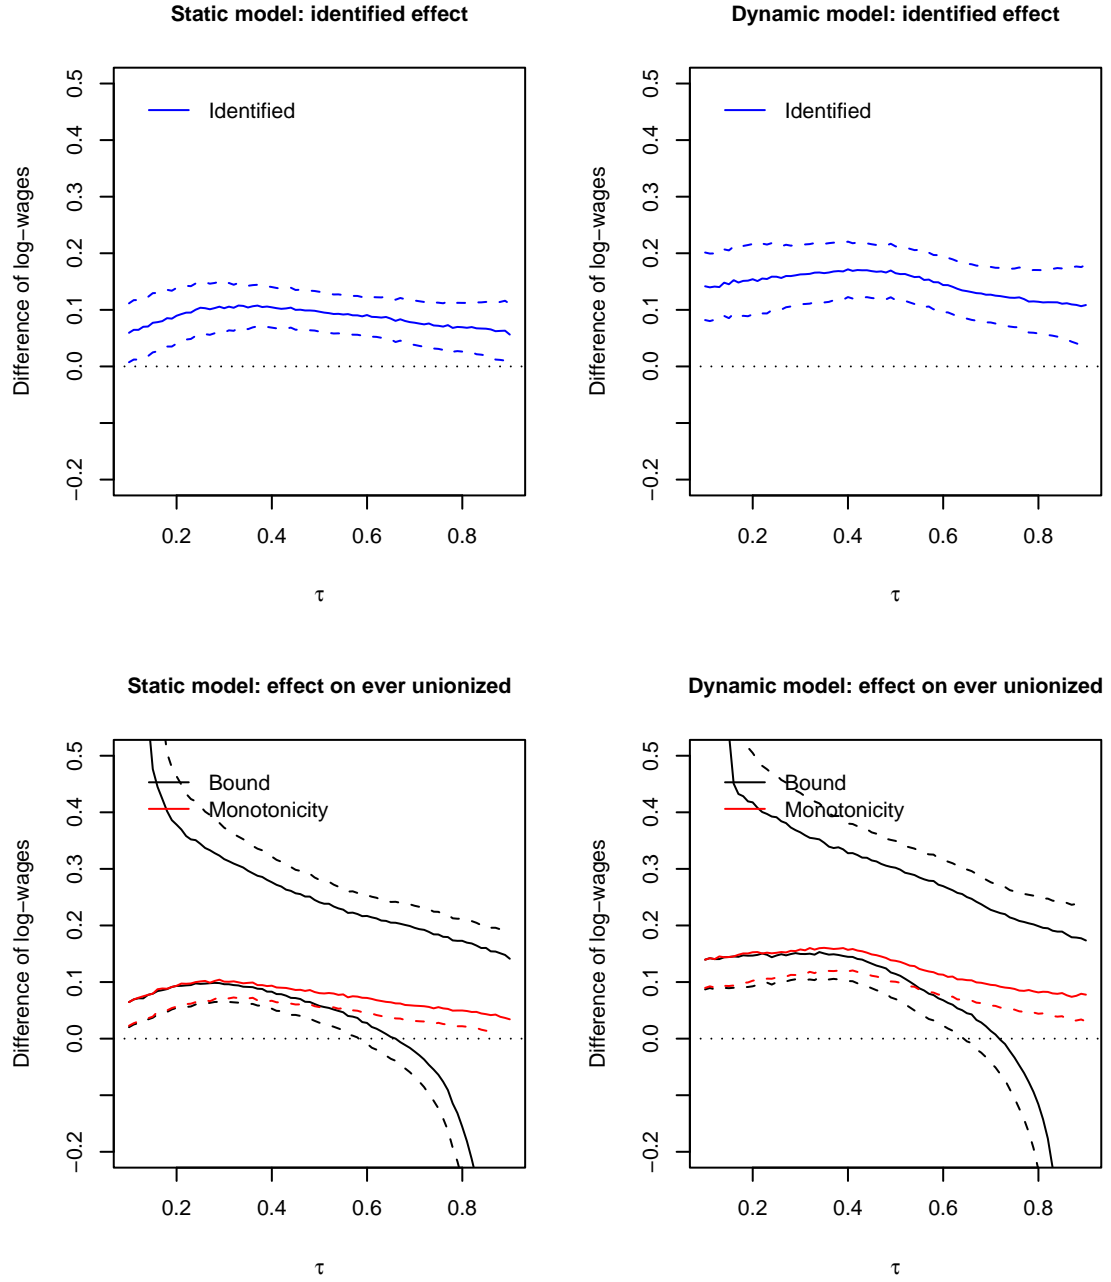 Static model: identified effect
Difference of log−wages
0.5
0.4
0.3
0.2
0.1
0.0
−0.2
Identified
0.2 0.4 0.6 0.8
τ
Dynamic model: identified effect
Difference of log−wages
0.5
0.4
0.3
0.2
0.1
0.0
−0.2
Identified
0.2 0.4 0.6 0.8
τ
Static model: effect on ever unionized
Difference of log−wages
0.5
0.4
0.3
0.2
0.1
0.0
−0.2
Bound
Monotonicity
0.2 0.4 0.6 0.8
τ
Dynamic model: effect on ever unionized
Difference of log−wages
0.5
0.4
0.3
0.2
0.1
0.0
−0.2
Bound
Monotonicity
0.2 0.4 0.6 0.8
τ